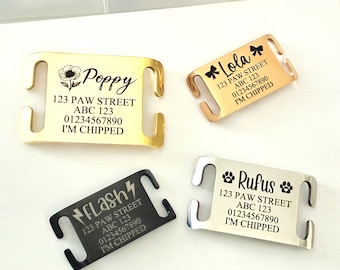 Poppy
123 PAW STREET
ABC 123
01234567890
I'M CHIPPED
Lola
123 PAW STREET
ABC 123
01234567890
I'M CHIPPED
FLASH
123 PAW STREET
ABC 123
01234567890
I'M CHIPPED
Rufus
123 PAW STREET
ABC 123
01234567890
I'M CHIPPED